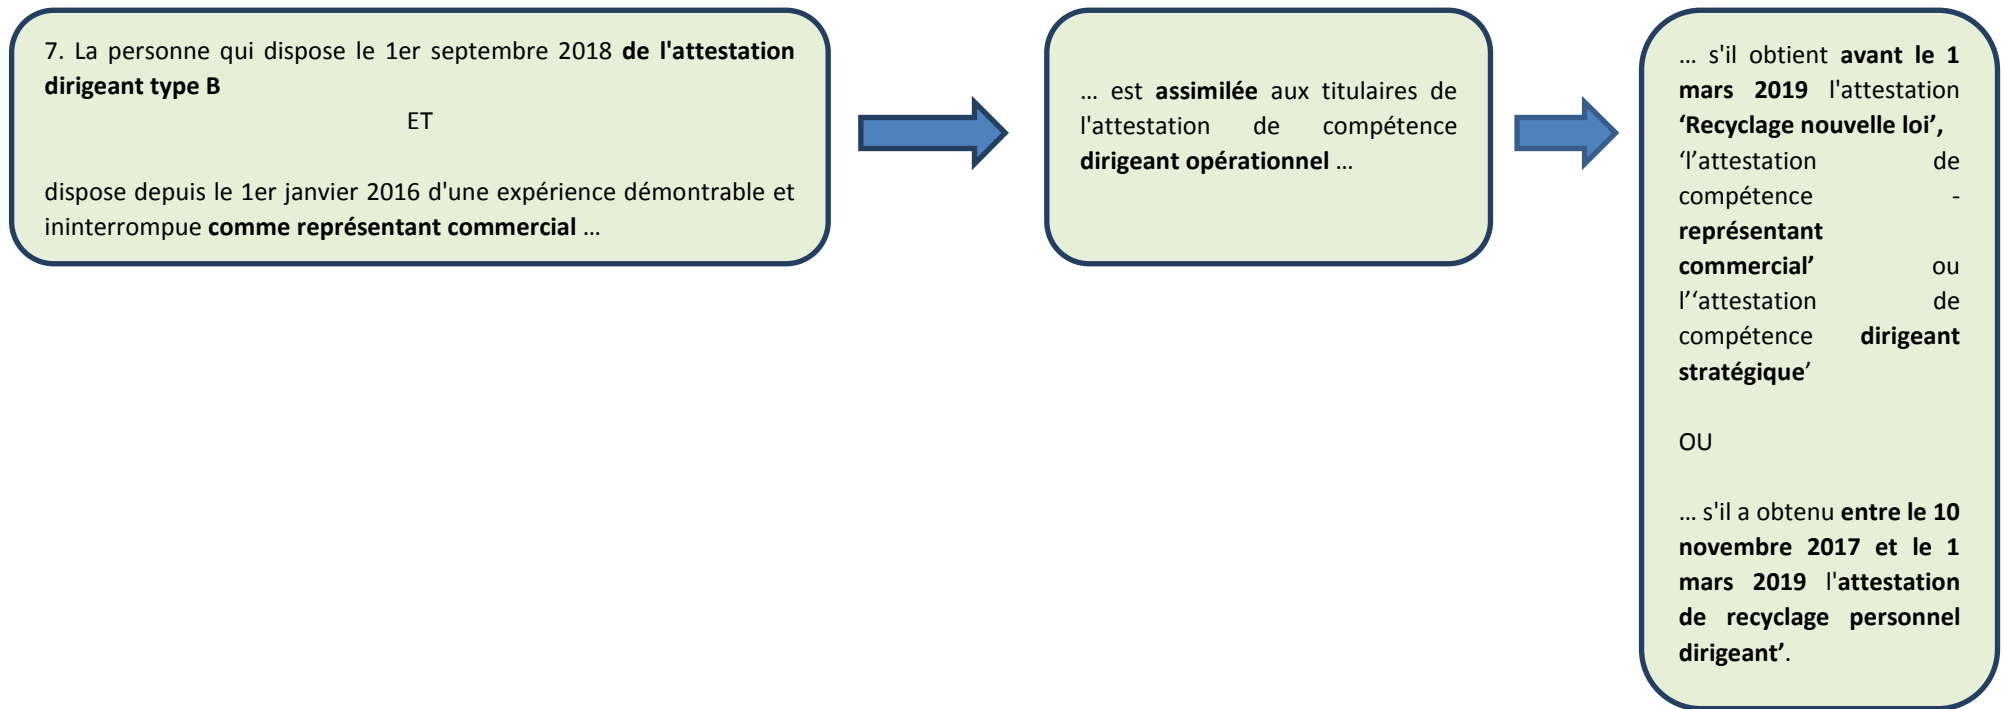 7. La personne qui dispose le 1er septembre 2018 de l'attestation
dirigeant type B
ET
dispose depuis le 1er janvier 2016 d'une expérience démontrable et
ininterrompue comme représentant commercial ...
... est assimilée aux titulaires de
l'attestation de compétence
dirigeant opérationnel ...
... s'il obtient avant le 1
mars 2019 l'attestation
‘Recyclage nouvelle loi’,
‘l’attestation de
compétence -
représentant
commercial’ ou
l’‘attestation de
compétence dirigeant
stratégique’
OU
... s'il a obtenu entre le 10
novembre 2017 et le 1
mars 2019 l'attestation
de recyclage personnel
dirigeant’.